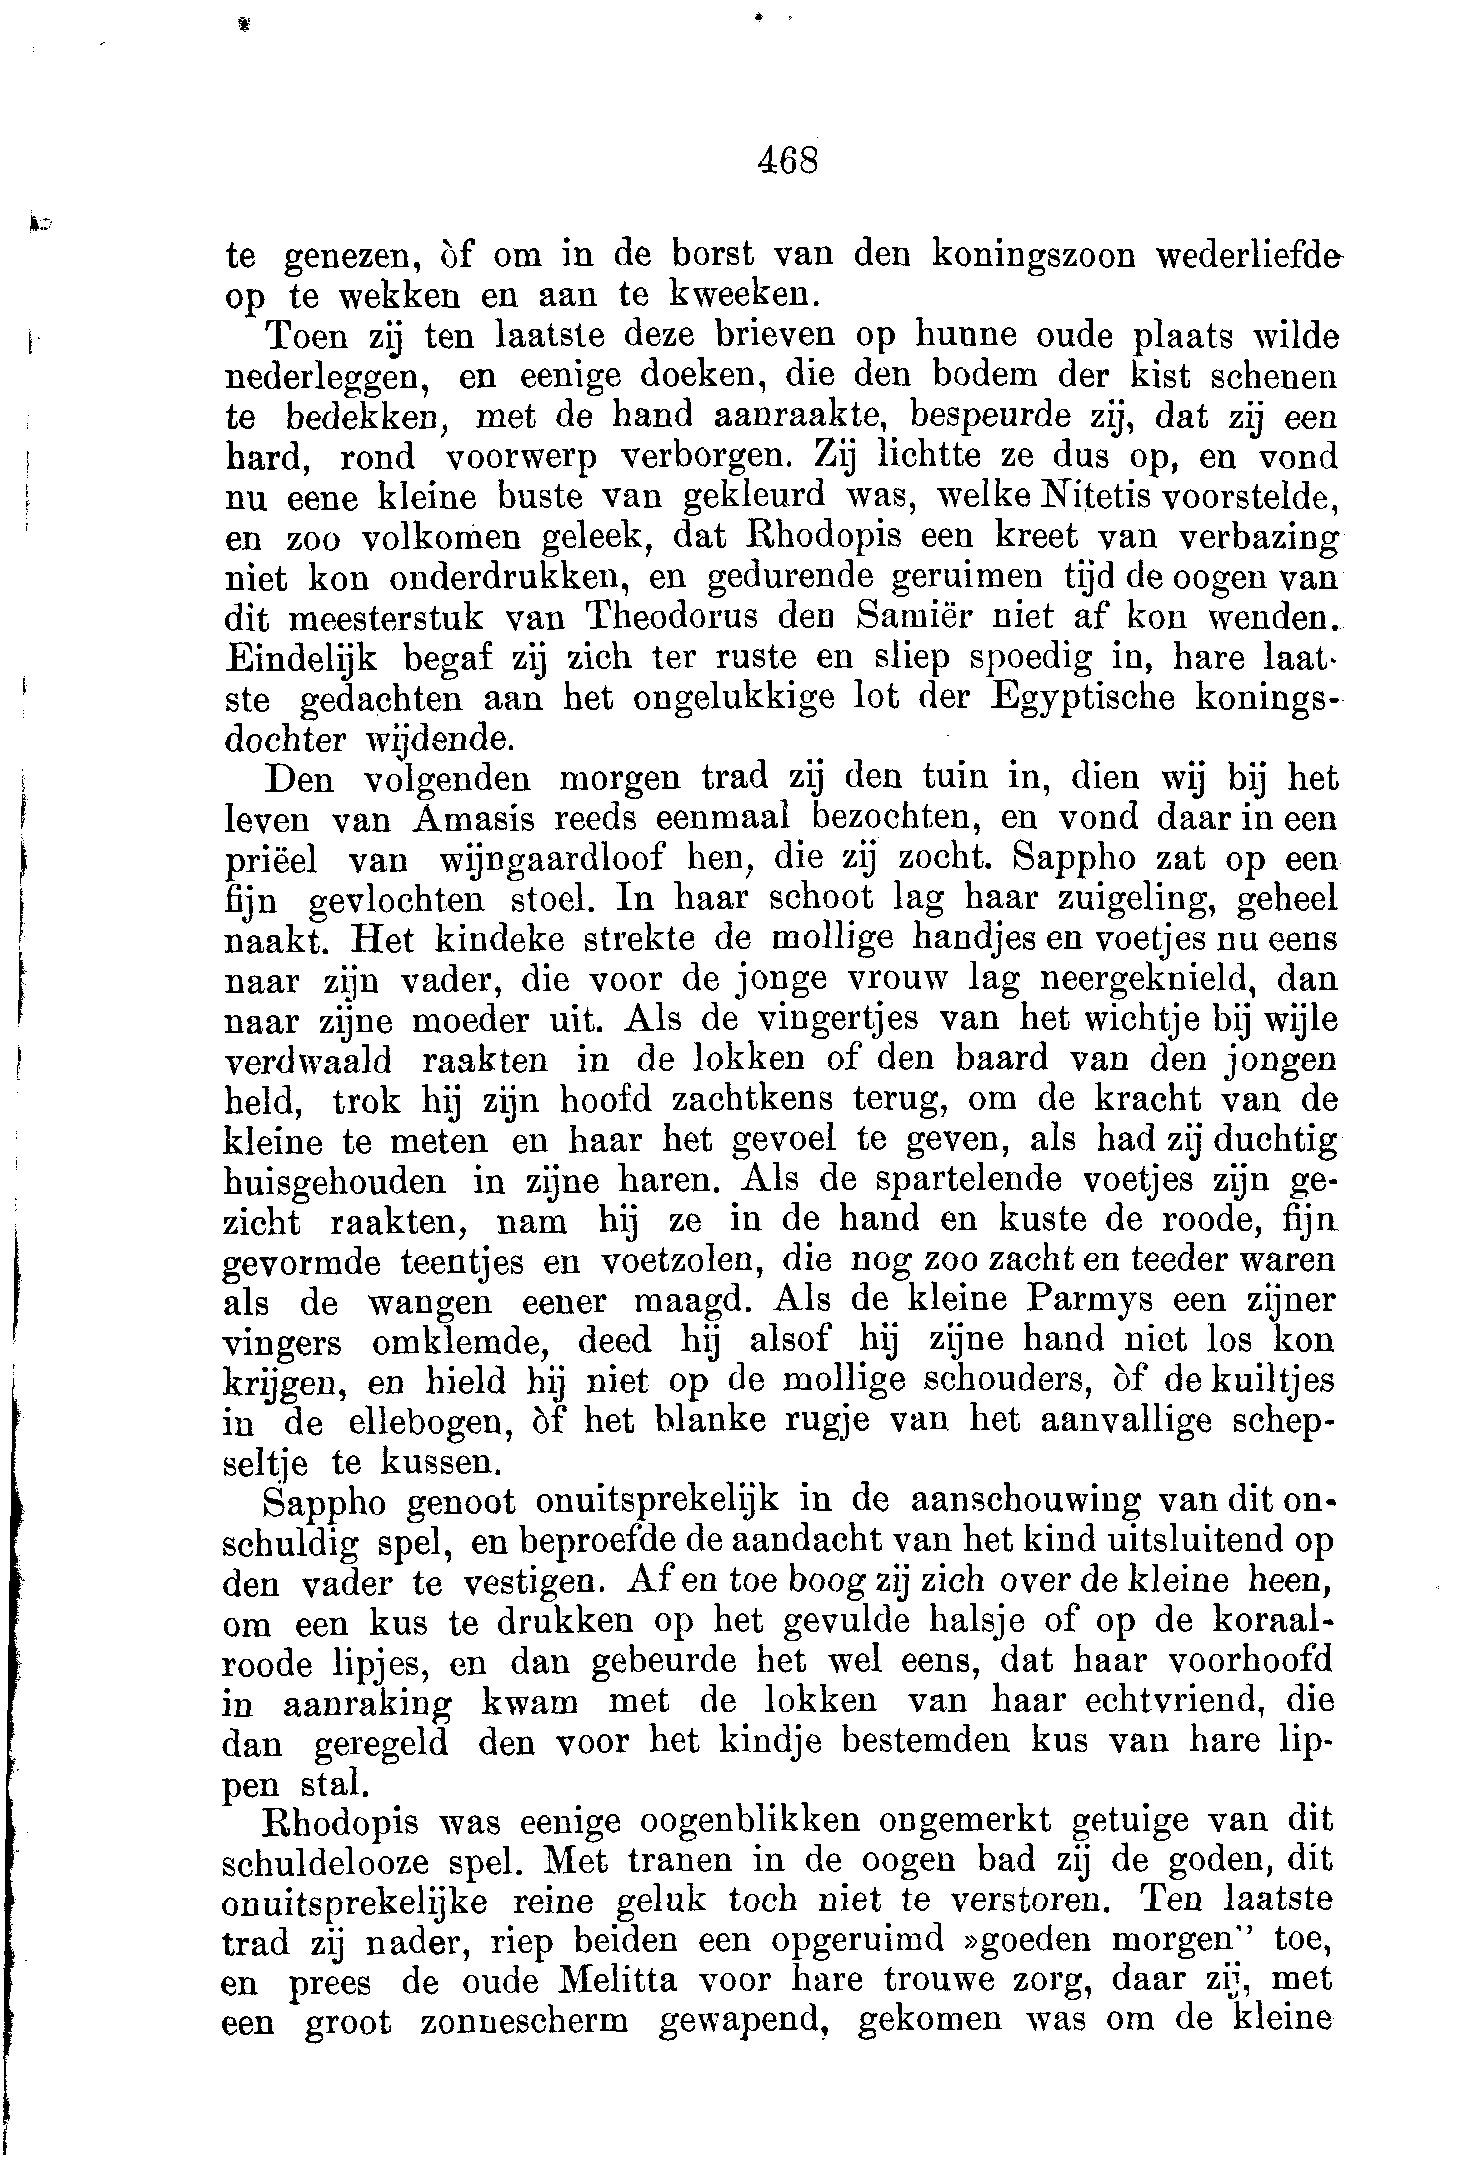 468
te genezen, òf om in de borst van den koningszoon wederliefde
op te wekken en aan te kweeken.
Toen zij ten laatste deze brieven op hunne oude plaats wilde
nederleggen, en eenige doeken, die den bodem der kist schenen
te bedekken, met de hand aanraakte, bespeurde zij, dat zij een
hard, rond voorwerp verborgen. Zij lichtte ze dus op, en vond
nu eene kleine buste van gekleurd was, welke Nitetis voorstelde,
en zoo volkomen geleek, dat Rhodopis een kreet van verbazing
niet kon onderdrukken, en gedurende geruimen tijd de oogen van
dit meesterstuk van Theodorus den Samiër niet af kon wenden.
Eindelijk begaf zij zich ter ruste en sliep spoedig in, hare laat-
ste gedachten aan het ongelukkige lot der Egyptische konings-
dochter wijdende.
Den volgenden morgen trad zij den tuin in, dien wij bij het
leven van Amasis reeds eenmaal bezochten, en vond daar in een
priëel van wijngaardloof hen, die zij zocht. Sappho zat op een
fijn gevlochten stoel. In haar schoot lag haar zuigeling, geheel
naakt. Het kindeke strekte de mollige handjes en voetjes nu eens
naar zijn vader, die voor de jonge vrouw lag neergeknield, dan
naar zijne moeder uit. Als de vingertjes van het wichtje bij wijle
verdwaald raakten in de lokken of den baard van den jongen
held, trok hij zijn hoofd zachtkens terug, om de kracht van de
kleine te meten en haar het gevoel te geven, als had zij duchtig
huisgehouden in zijne haren. Als de spartelende voetjes zijn ge-
zicht raakten, nam hij ze in de hand en kuste de roode, fijn
gevormde teentjes en voetzolen, die nog zoo zacht en teeder waren
als de wangen eener maagd. Als de kleine Parmys een zijner
vingers omklemde, deed hij alsof hij zijne hand niet los kon
krijgen, en hield hij niet op de mollige schouders, òf de kuiltjes
in de ellebogen, òf het blanke rugje van het aanvallige schep-
seltje te kussen.
Sappho genoot onuitsprekelijk in de aanschouwing van dit on-
schuldig spel, en beproefde de aandacht van het kind uitsluitend op
den vader te vestigen. Af en toe boog zij zich over de kleine heen,
om een kus te drukken op het gevulde halsje of op de koraal-
roode lipjes, en dan gebeurde het wel eens, dat haar voorhoofd
in aanraking kwam met de lokken van haar echtvriend, die
dan geregeld den voor het kindje bestemden kus van hare lip-
pen stal.
Rhodopis was eenige oogenblikken ongemerkt getuige van dit
schuldelooze spel. Met tranen in de oogen bad zij de goden, dit
onuitsprekelijke reine geluk toch niet te verstoren. Ten laatste
trad zij nader, riep beiden een opgeruimd »goeden morgen" toe,
en prees de oude Melitta voor hare trouwe zorg, daar zij, met
een groot zonnescherm gewapend, gekomen was om de kleine